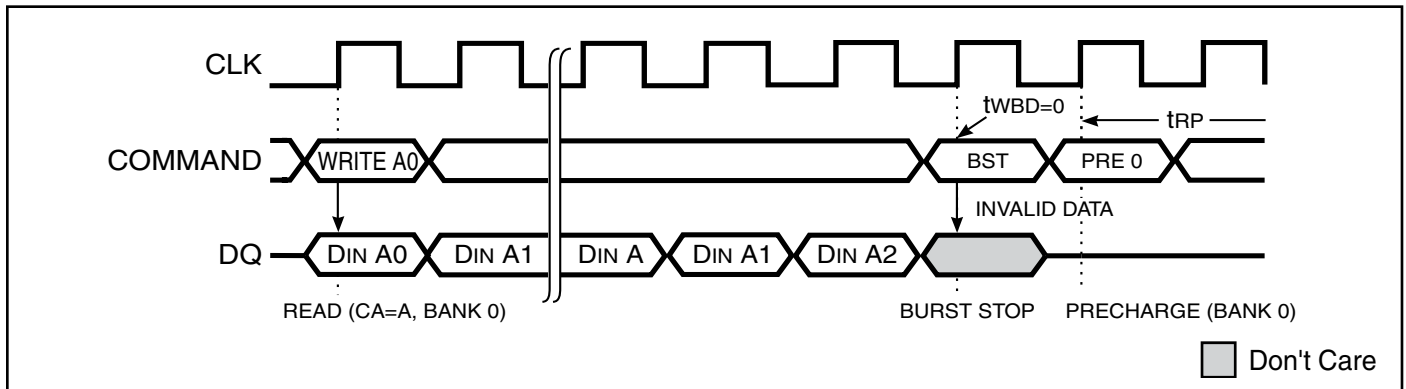 CLK
tWBD=0
tRP
COMMAND WRITE A0 BST PRE 0
INVALID DATA
DQ DIN A0 DIN A1 DIN A DIN A1 DIN A2
READ (CA=A, BANK 0) BURST STOP PRECHARGE (BANK 0)
Don't Care